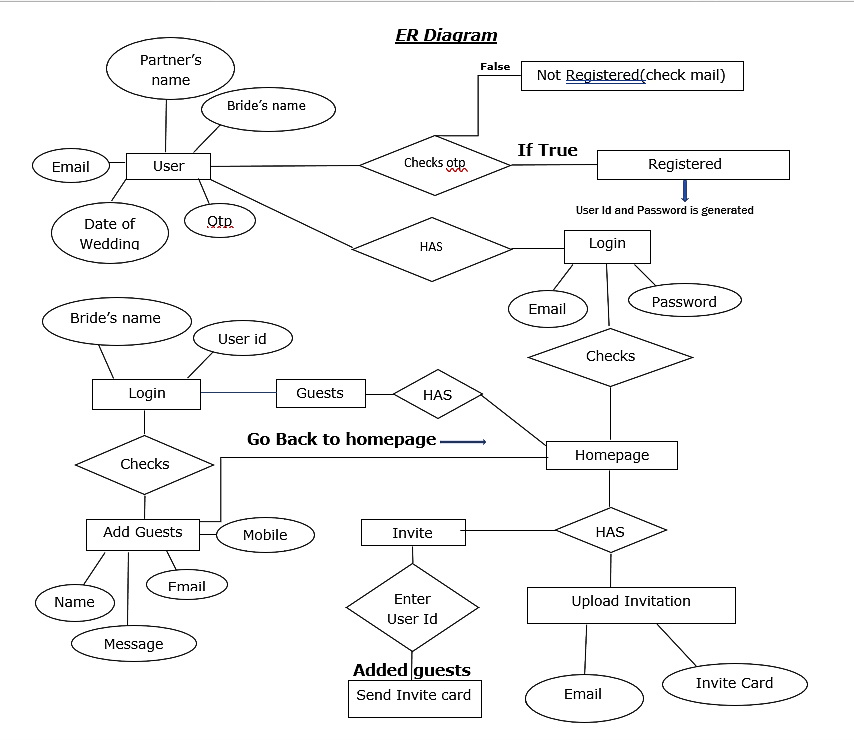 ER Diagram
Partner's
name
Bride's name
False
Not Registered(check mail)
Email
User
Checks otp
If True
Registered
User Id and Password is generated
Date of
Wedding
Otp
HAS
Login
Email
Password
Bride's name
User id
Checks
Login
Guests
HAS
Go Back to homepage
Homepage
Checks
Add Guests
Mobile
Invite
HAS
Name
Email
Message
Enter
User Id
Upload Invitation
Added guests
Send Invite card
Email
Invite Card